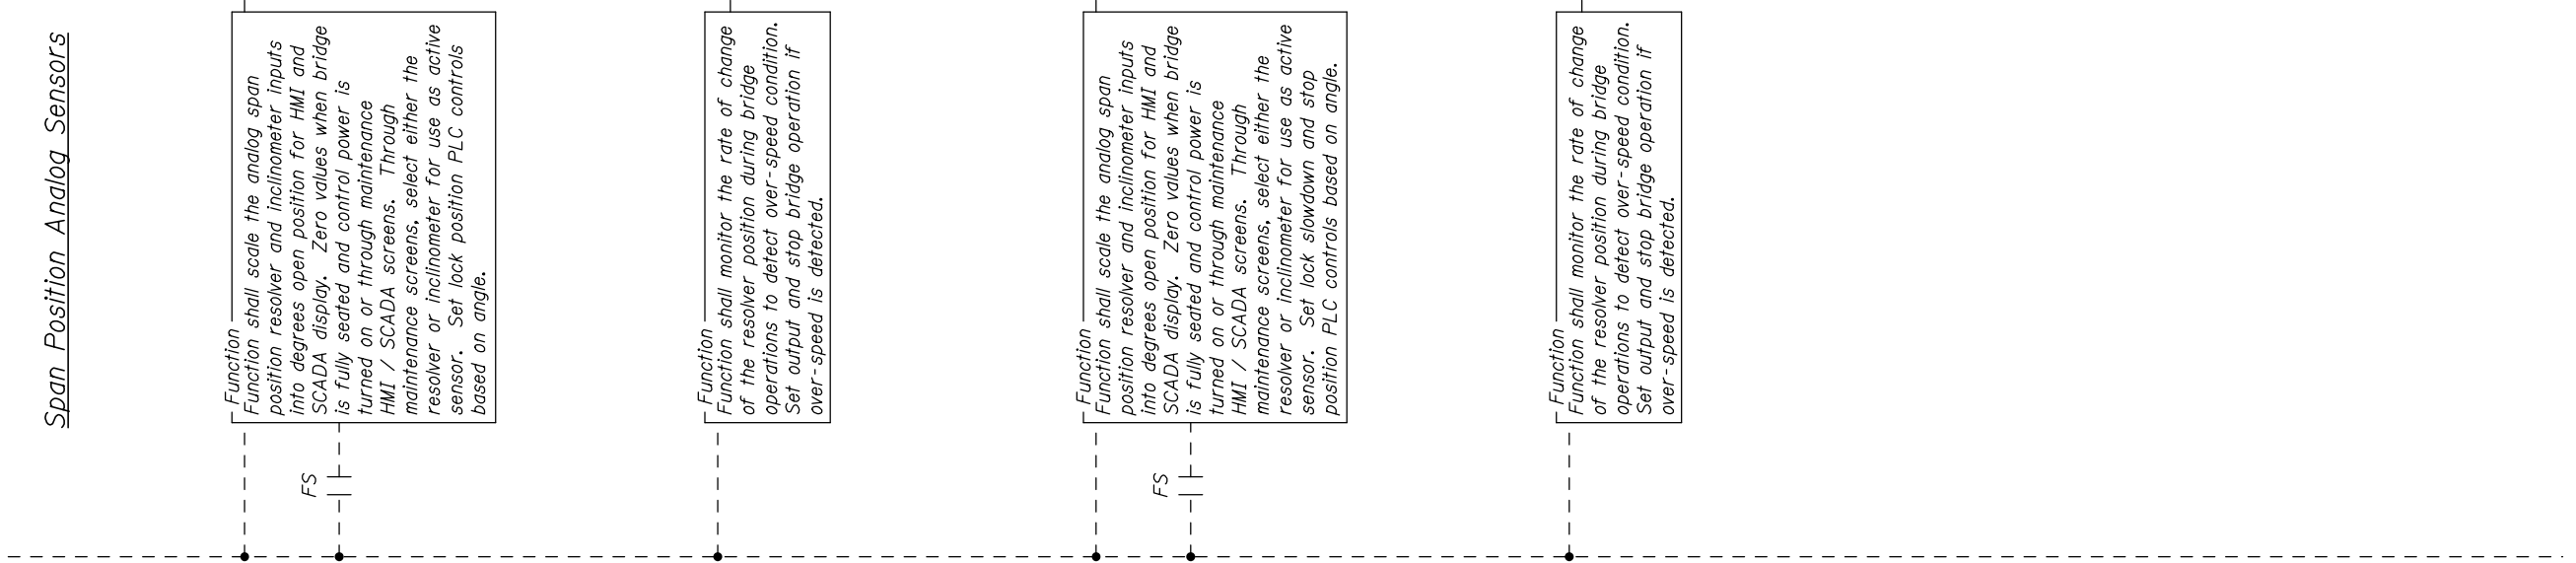 Span Position Analog Sensors
Function
Function shall scale the analog span
position resolver and inclinometer inputs
into degrees open position for HMI and
SCADA display. Zero values when bridge
is fully seated and control power is
turned on or through maintenance
HMI / SCADA screens. Through
maintenance screens, select either the
resolver or inclinometer for use as active
sensor. Set lock position PLC controls
based on angle.
FS
Function
Function shall monitor the rate of change
of the resolver position during bridge
operations to detect over-speed condition.
Set output and stop bridge operation if
over-speed is detected.
Function
Function shall scale the analog span
position resolver and inclinometer inputs
into degrees open position for HMI and
SCADA display. Zero values when bridge
is fully seated and control power is
turned on or through maintenance
HMI / SCADA screens. Through
maintenance screens, select either the
resolver or inclinometer for use as active
sensor. Set lock slowdown and stop
position PLC controls based on angle.
FS
Function
Function shall monitor the rate of change
of the resolver position during bridge
operations to detect over-speed condition.
Set output and stop bridge operation if
over-speed is detected.